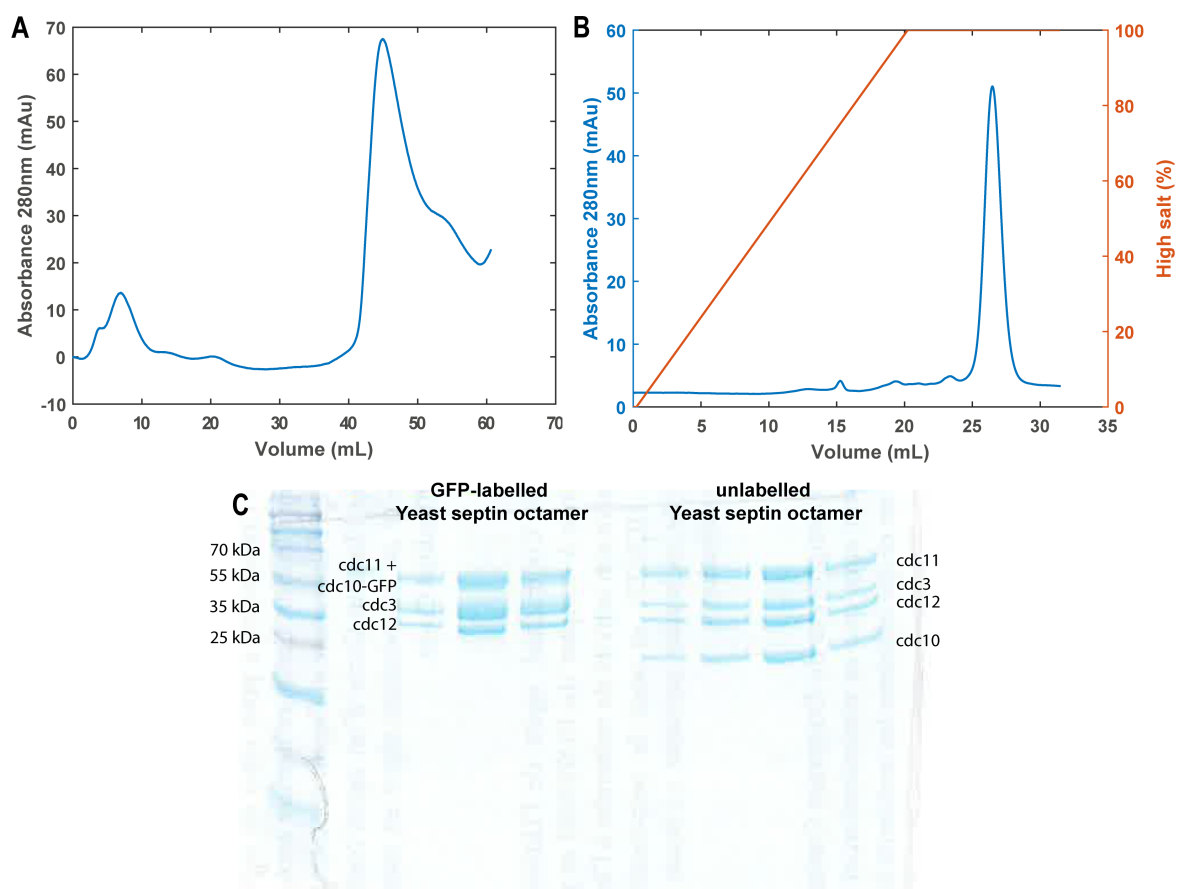 A
70
60
50
40
30
20
10
0
-10
Absorbance 280nm (mAu)
0 10 20 30 40 50 60 70
Volume (mL)
B
60
50
40
30
20
10
0
Absorbance 280nm (mAu)
100
80
60
40
20
0
High salt (%)
0 5 10 15 20 25 30 35
Volume (mL)
C
GFP-labelled
Yeast septin octamer
unlabelled
Yeast septin octamer
70 kDa
55 kDa
35 kDa
25 kDa
cdc11 +
cdc10-GFP
cdc3
cdc12
cdc11
cdc3
cdc12
cdc10